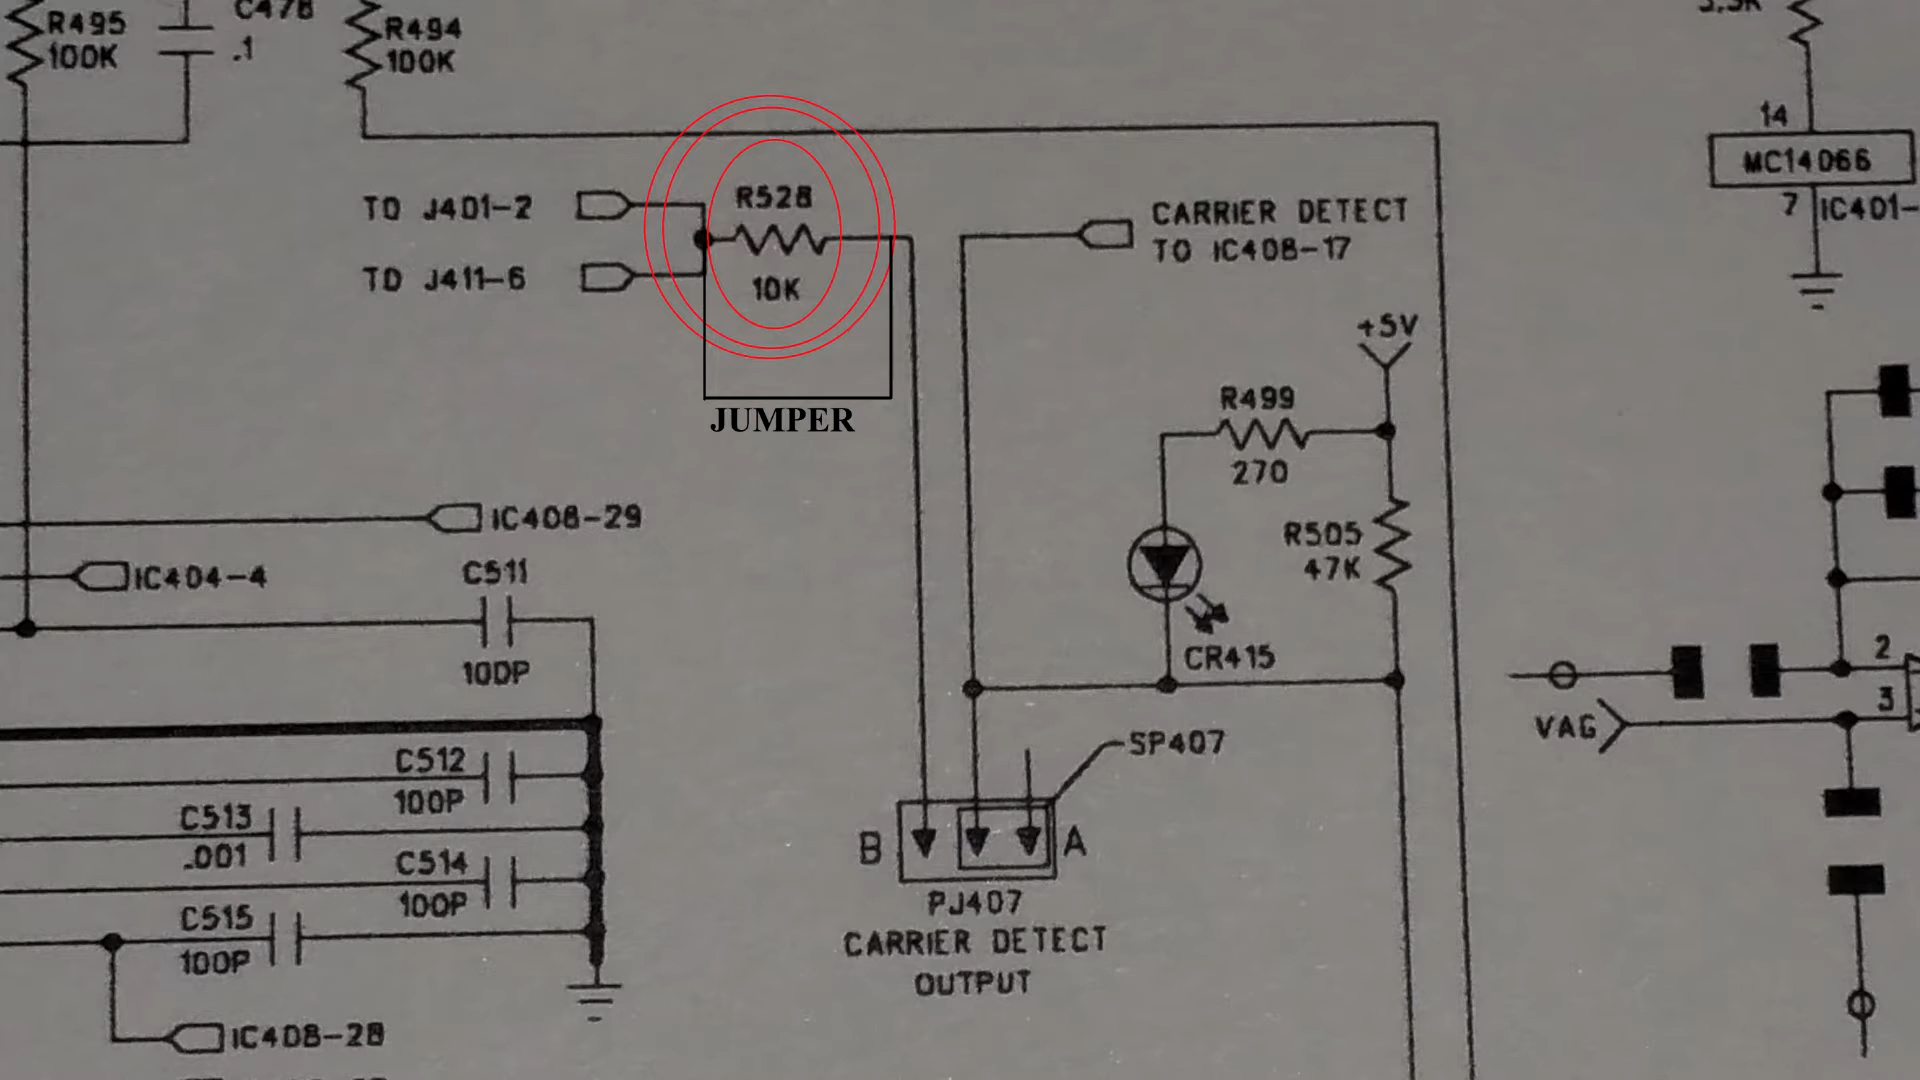 R495
100K
C478
.1
R494
100K
TO J401-2
TO J411-6
R528
10K
JUMPER
CARRIER DETECT
TO IC408-17
14
MC14066
7
IC401-
+5V
R499
270
R505
47K
CR415
IC408-29
IC404-4
C511
100P
C512
100P
C513
.001
C514
100P
C515
100P
IC408-28
SP407
B
A
PJ407
CARRIER DETECT
OUTPUT
2
3
VAG